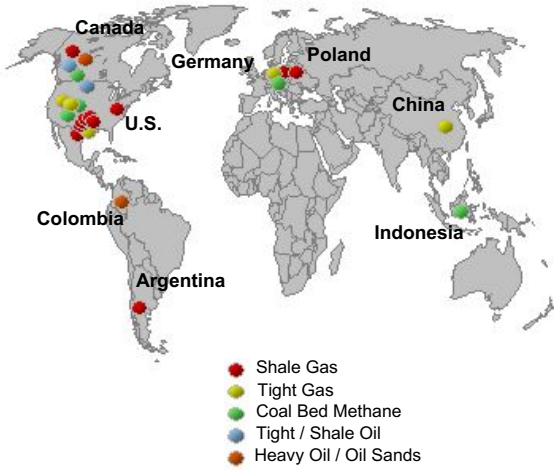 Canada
Germany
Poland
China
U.S.
Colombia
Indonesia
Argentina
Shale Gas
Tight Gas
Coal Bed Methane
Tight / Shale Oil
Heavy Oil / Oil Sands